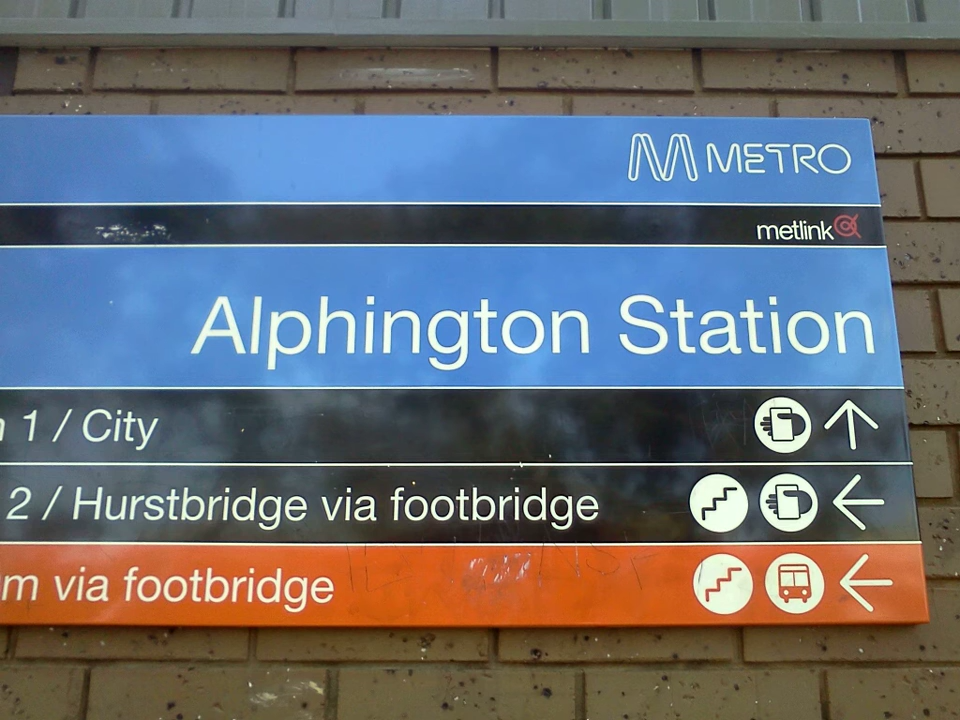 METRO
metlink
Alphington Station
1 / City
2 / Hurstbridge via footbridge
m via footbridge